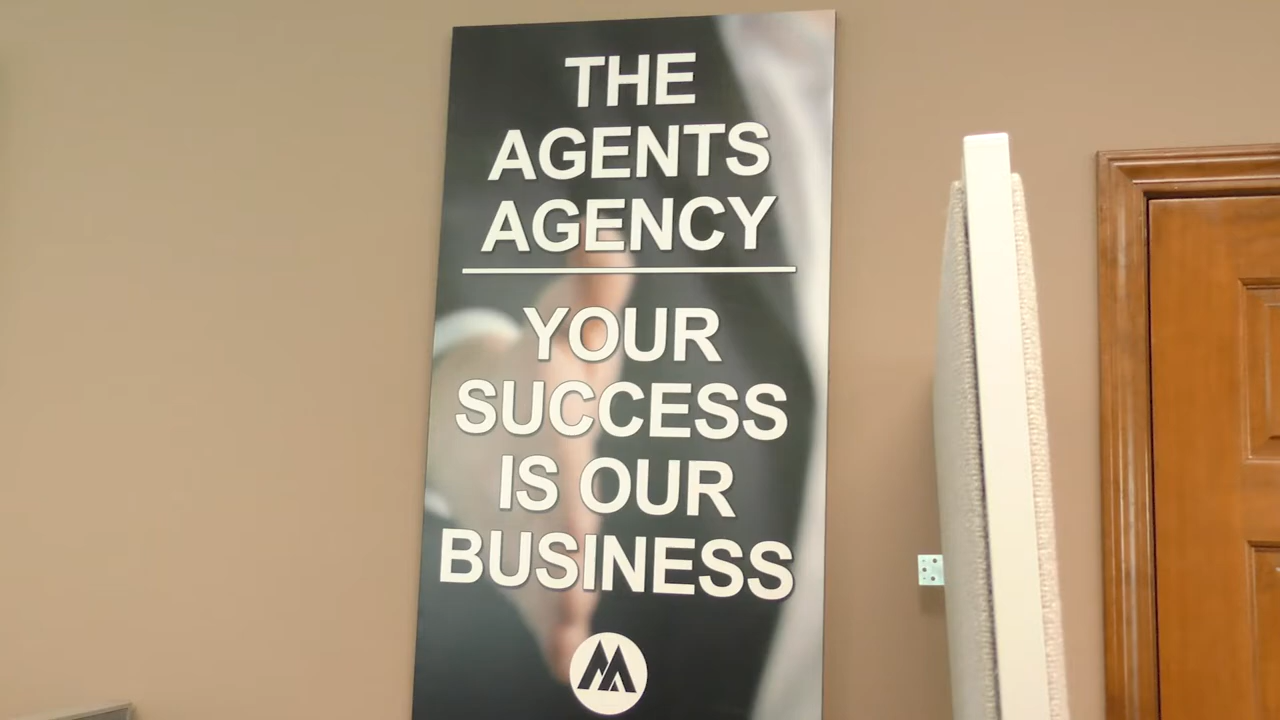 THE
AGENTS
AGENCY
YOUR
SUCCESS
IS OUR
BUSINESS